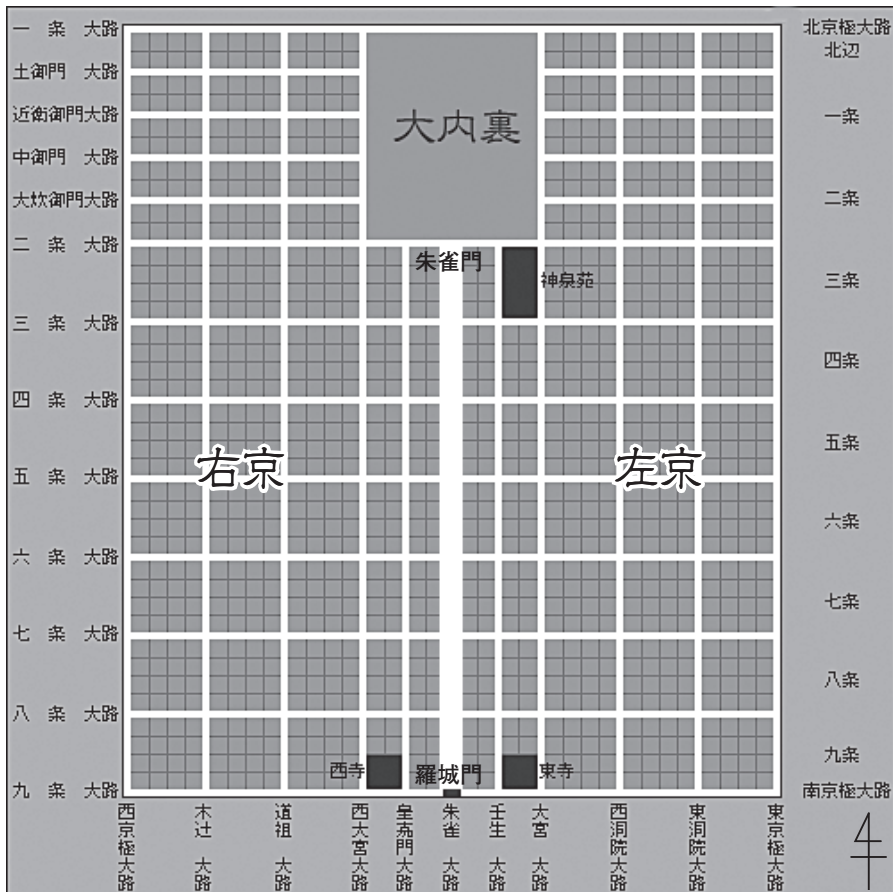 一条大路
土御門大路
近衛御門大路
中御門大路
大炊御門大路
二条大路
三条大路
四条大路
五条大路
六条大路
七条大路
八条大路
九条大路
大内裏
朱雀門
神泉苑
右京
左京
西寺
羅城門
東寺
北京極大路
北辺
一条
二条
三条
四条
五条
六条
七条
八条
九条
南京極大路
西京極大路
木辻大路
道祖大路
西大宮大路
皇嘉門大路
朱雀大路
壬生大路
大宮大路
西洞院大路
東洞院大路
東京極大路